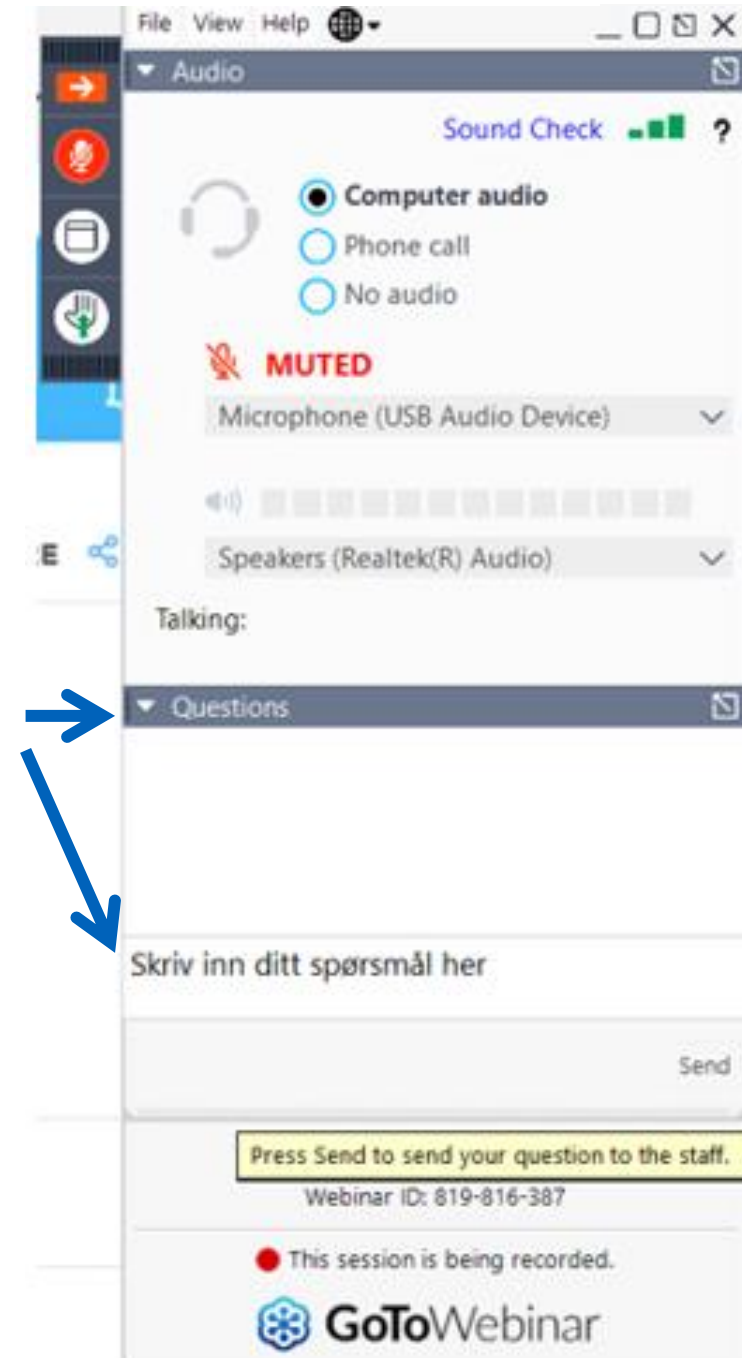 File View Help
Audio
Sound Check ?
Computer audio
Phone call
No audio
MUTED
Microphone (USB Audio Device)
E
Speakers (Realtek(R) Audio)
Talking:
Questions
Skriv inn ditt spørsmål her
Send
Press Send to send your question to the staff.
Webinar ID: 819-816-387
This session is being recorded.
GoToWebinar